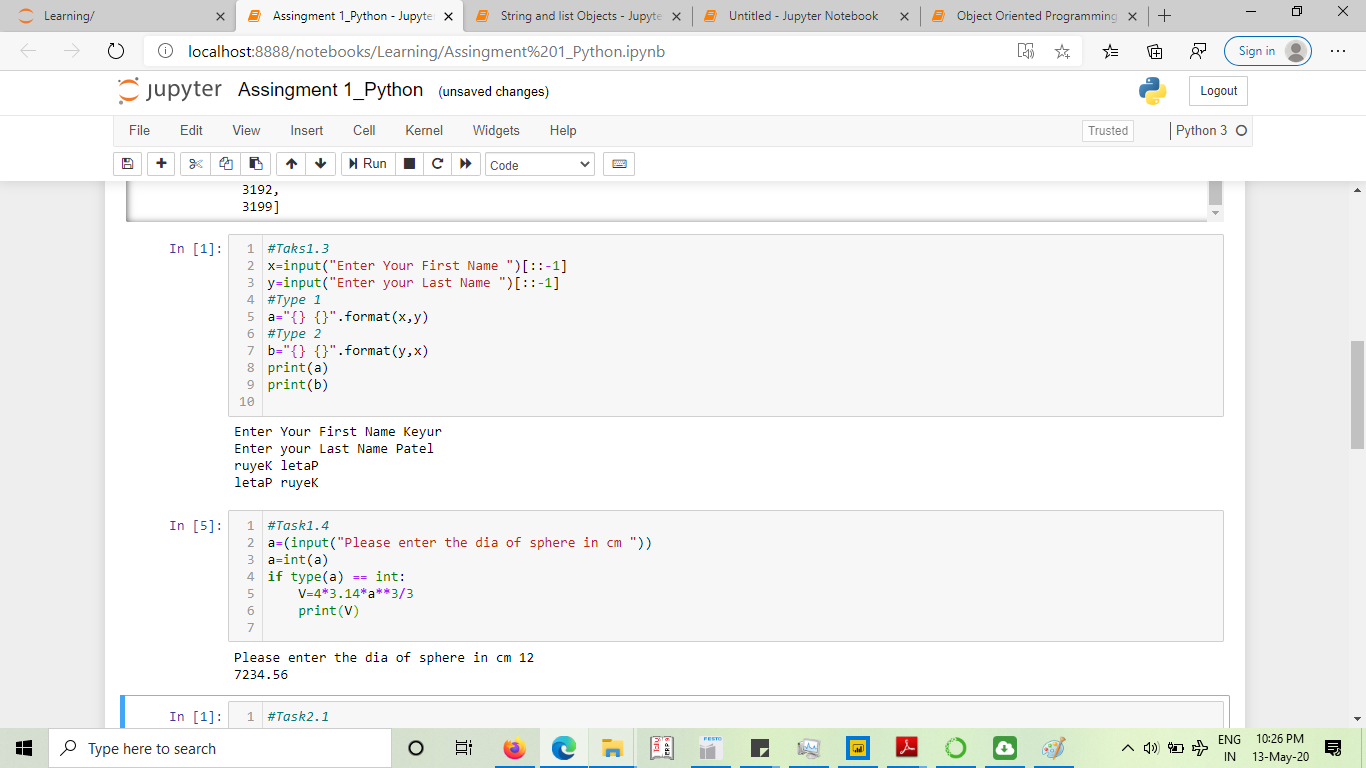 Learning/
Assingment 1_Python - Jupyte
String and list Objects - Jupyte
Untitled - Jupyter Notebook
Object Oriented Programming
localhost:8888/notebooks/Learning/Assingment%201_Python.ipynb
Sign in
jupyter Assingment 1_Python (unsaved changes)
Logout
File Edit View Insert Cell Kernel Widgets Help
Trusted
Python 3
Run
Code
3192,
3199]
In [1]:
1 #Taks1.3
2 x=input("Enter Your First Name ")[::-1]
3 y=input("Enter your Last Name ")[::-1]
4 #Type 1
5 a="{} {}".format(x,y)
6 #Type 2
7 b="{} {}".format(y,x)
8 print(a)
9 print(b)
10
Enter Your First Name Keyur
Enter your Last Name Patel
ruyeK letaP
letaP ruyeK
In [5]:
1 #Task1.4
2 a=(input("Please enter the dia of sphere in cm "))
3 a=int(a)
4 if type(a) == int:
5     V=4*3.14*a**3/3
6     print(V)
7
Please enter the dia of sphere in cm 12
7234.56
In [1]:
1 #Task2.1
Type here to search
FESTO
ENG
IN
10:26 PM
13-May-20